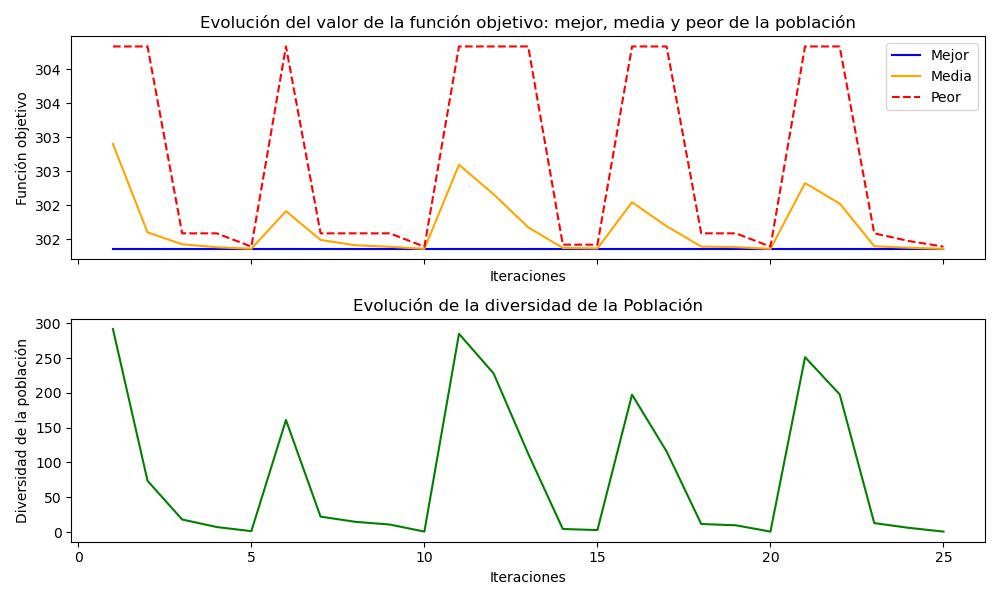 Evolución del valor de la función objetivo: mejor, media y peor de la población
Función objetivo
304
304
303
303
302
302
Mejor
Media
Peor
Iteraciones
Evolución de la diversidad de la Población
Diversidad de la población
300
250
200
150
100
50
0
0 5 10 15 20 25
Iteraciones